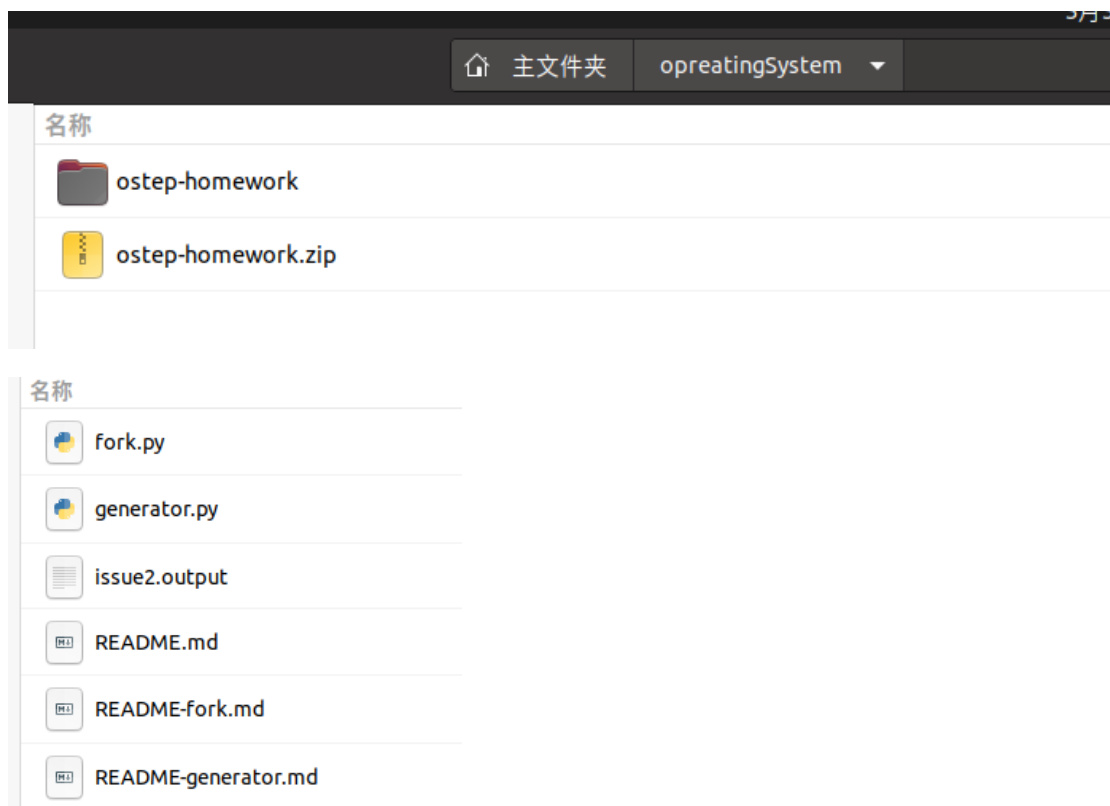 主文件夹 opreatingSystem
名称
ostep-homework
ostep-homework.zip
名称
fork.py
generator.py
issue2.output
README.md
README-fork.md
README-generator.md